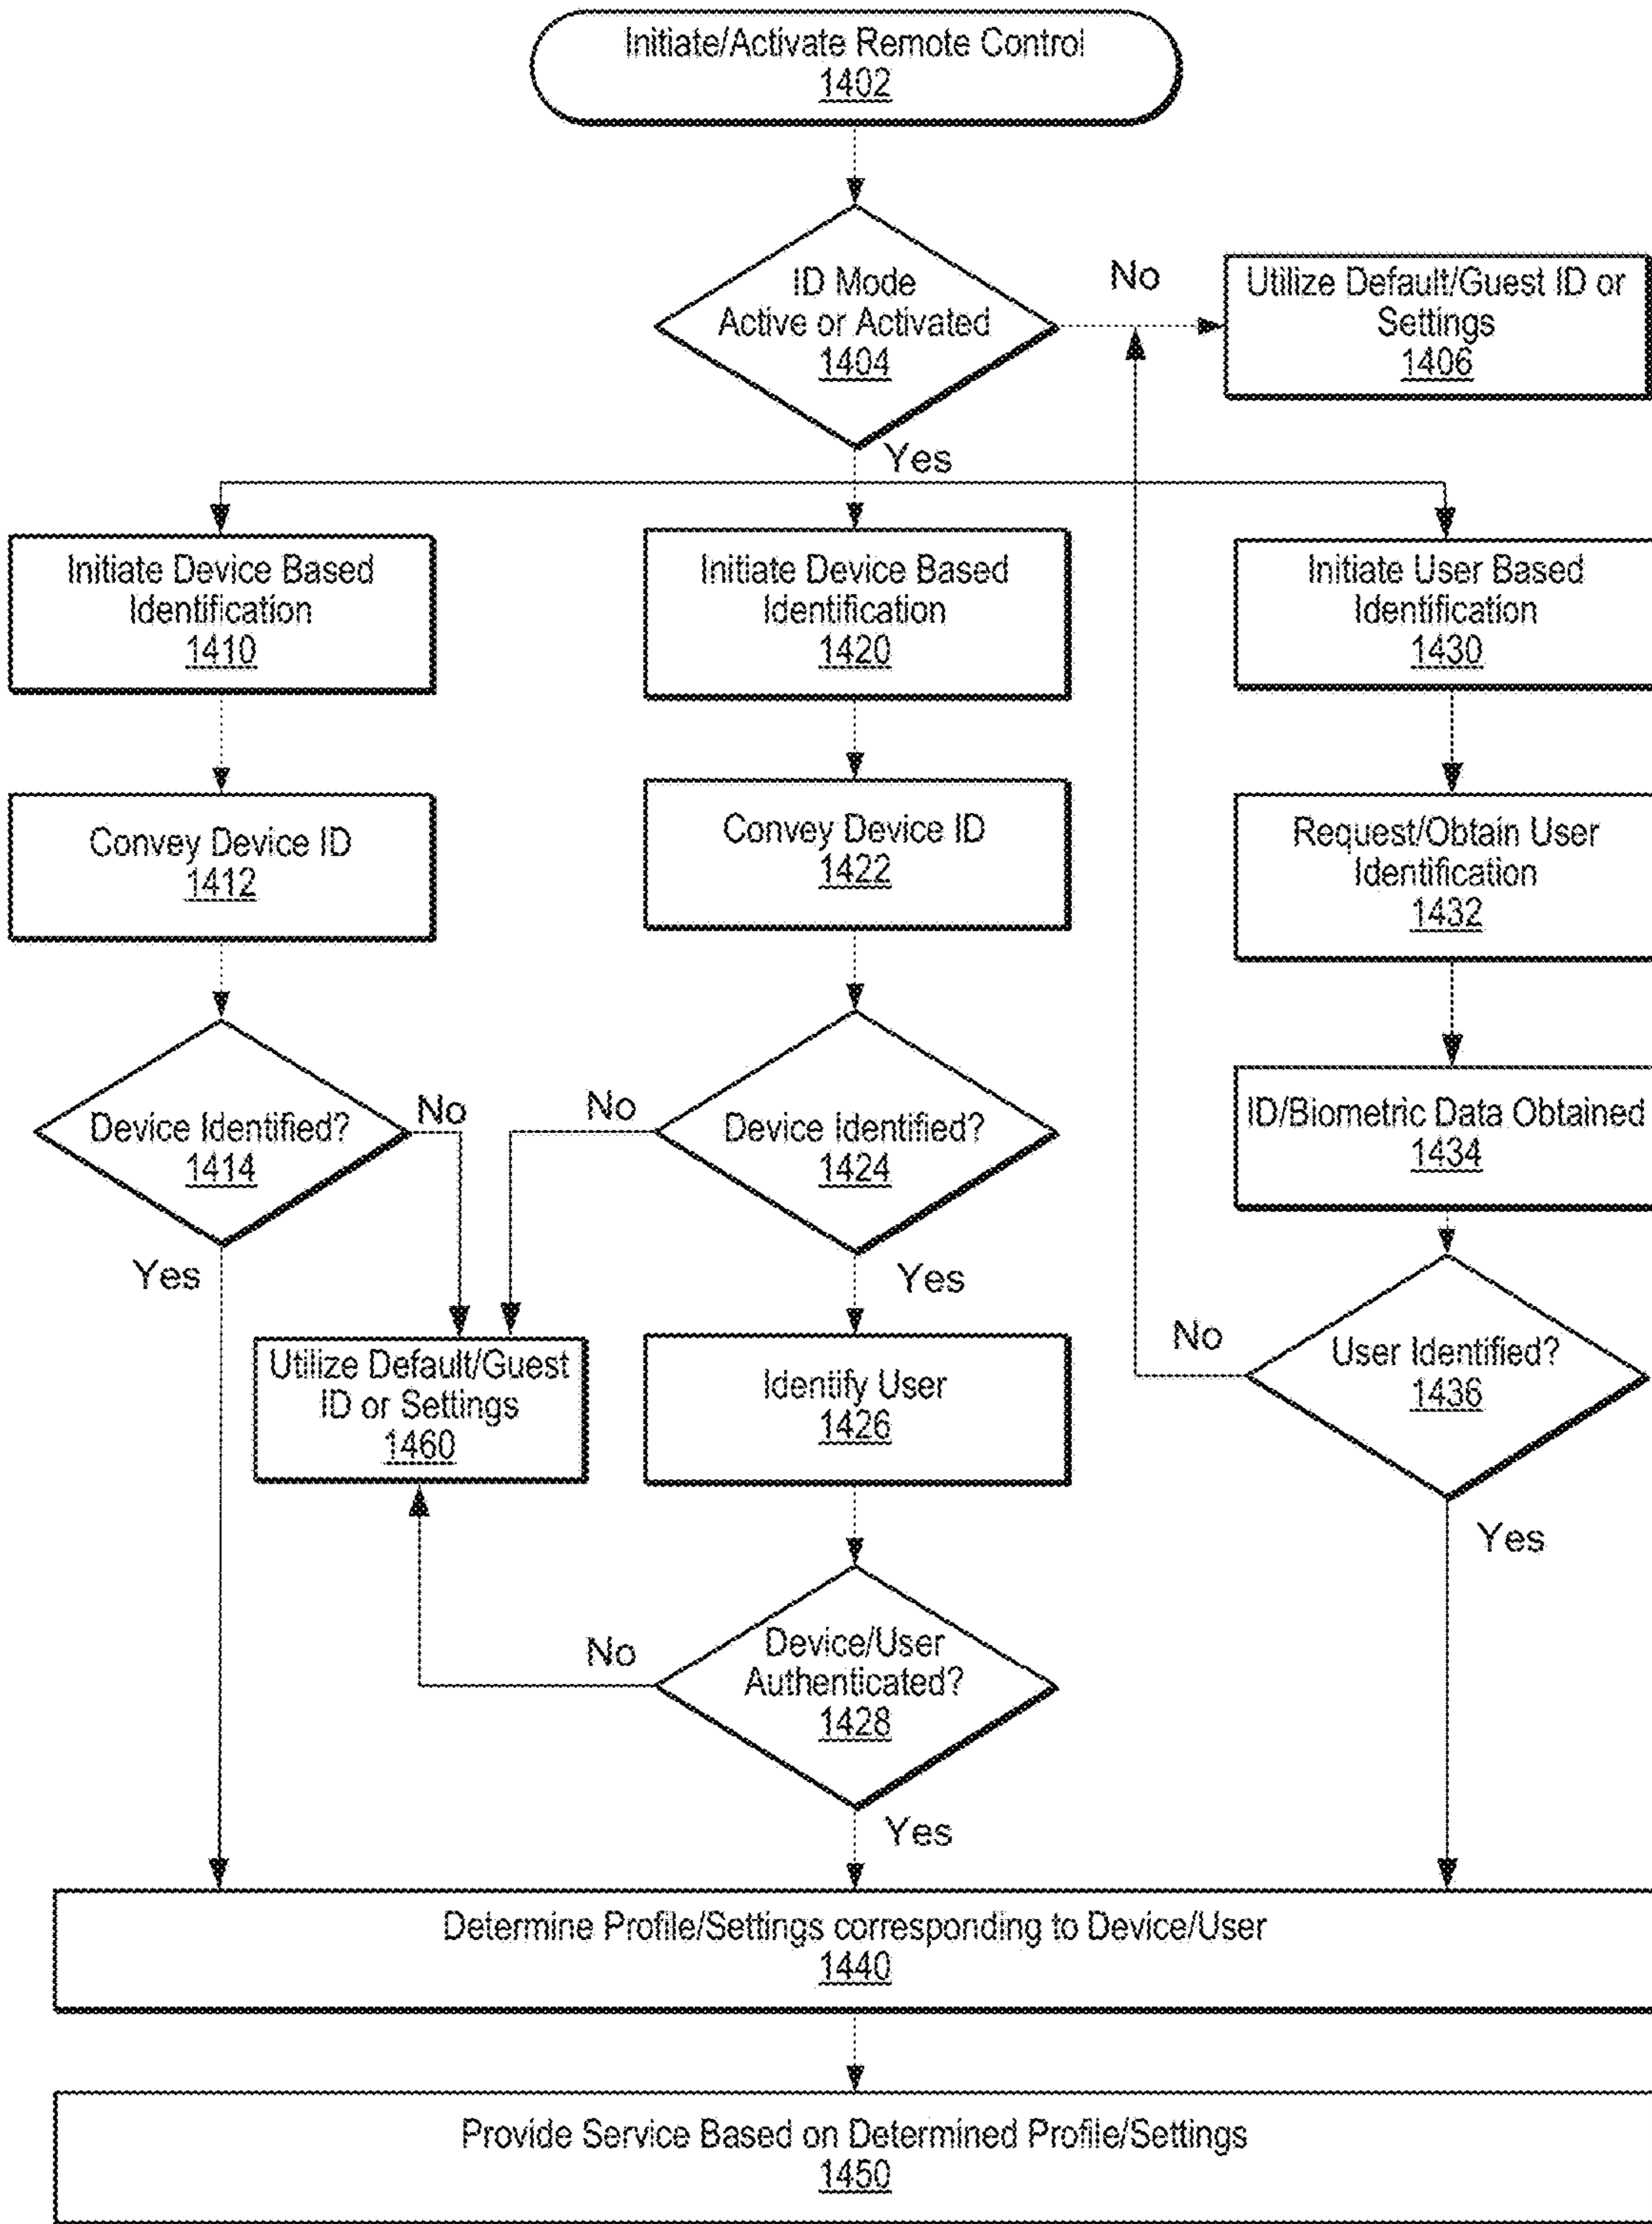 Initiate/Activate Remote Control
1402
ID Mode
Active or Activated
1404
No
Utilize Default/Guest ID or
Settings
1406
Yes
Initiate Device Based
Identification
1410
Initiate Device Based
Identification
1420
Initiate User Based
Identification
1430
Convey Device ID
1412
Convey Device ID
1422
Request/Obtain User
Identification
1432
Device Identified?
1414
No
Yes
No
Device Identified?
1424
Yes
ID/Biometric Data Obtained
1434
Utilize Default/Guest
ID or Settings
1460
Identify User
1426
No
User Identified?
1436
Yes
No
Device/User
Authenticated?
1428
Yes
Determine Profile/Settings corresponding to Device/User
1440
Provide Service Based on Determined Profile/Settings
1450